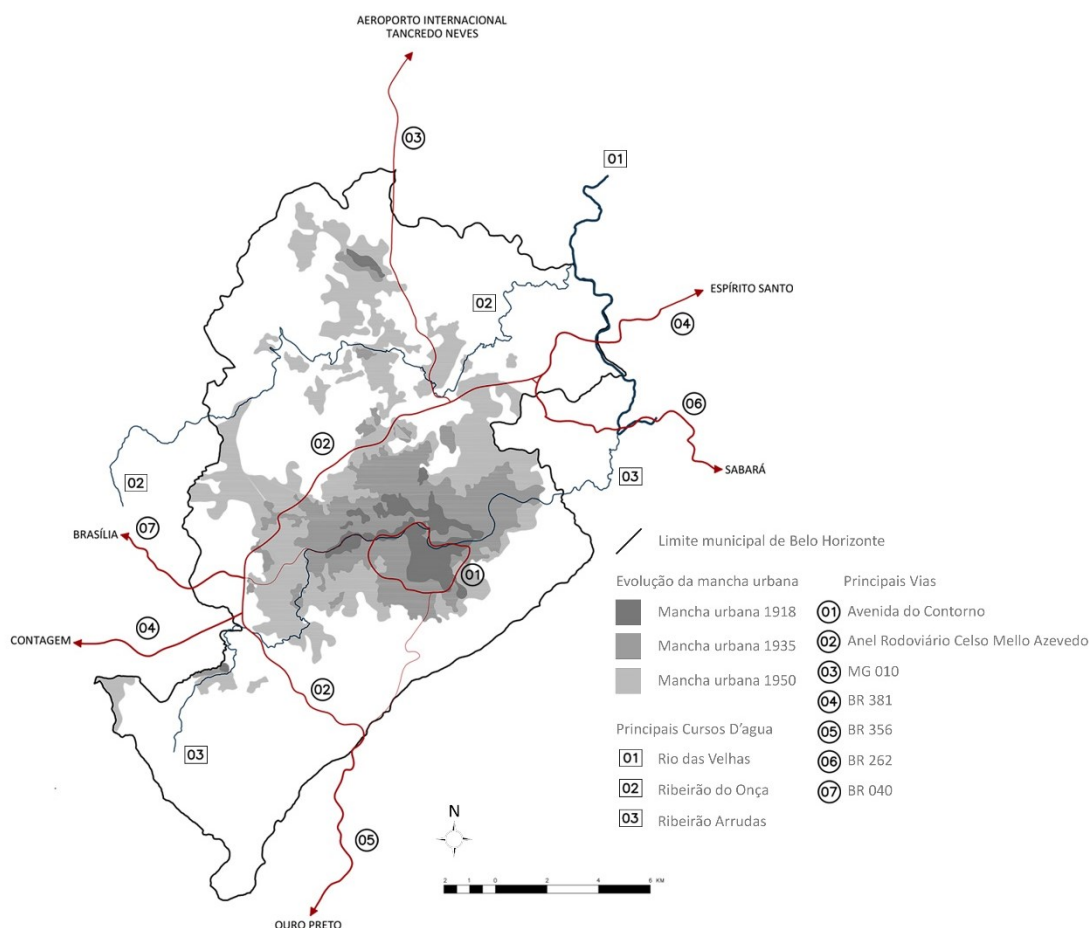 AEROPORTO INTERNACIONAL
TANCREDO NEVES
03
01
02
ESPÍRITO SANTO
04
06
02
SABARÁ
03
02
BRASÍLIA
07
01
CONTAGEM
04
02
03
05
OURO PRETO
N
2 1 0 2 4 6 KM
Limite municipal de Belo Horizonte
Evolução da mancha urbana
Mancha urbana 1918
Mancha urbana 1935
Mancha urbana 1950
Principais Cursos D'agua
01 Rio das Velhas
02 Ribeirão do Onça
03 Ribeirão Arrudas
Principais Vias
01 Avenida do Contorno
02 Anel Rodoviário Celso Mello Azevedo
03 MG 010
04 BR 381
05 BR 356
06 BR 262
07 BR 040